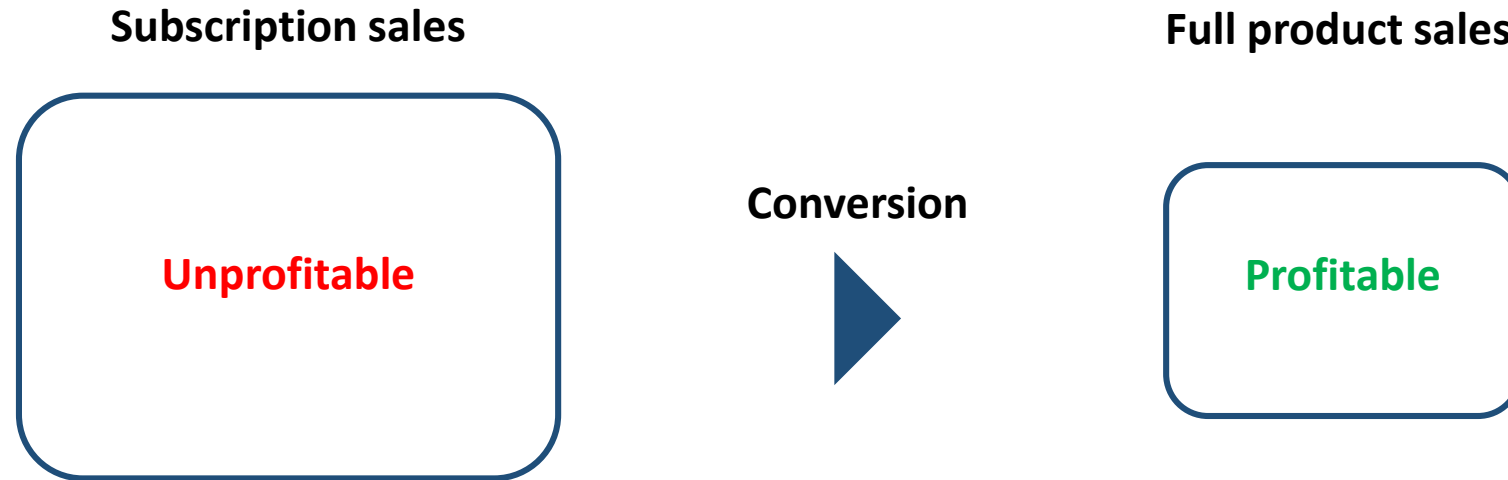 Subscription sales
Full product sales
Conversion
Unprofitable
Profitable